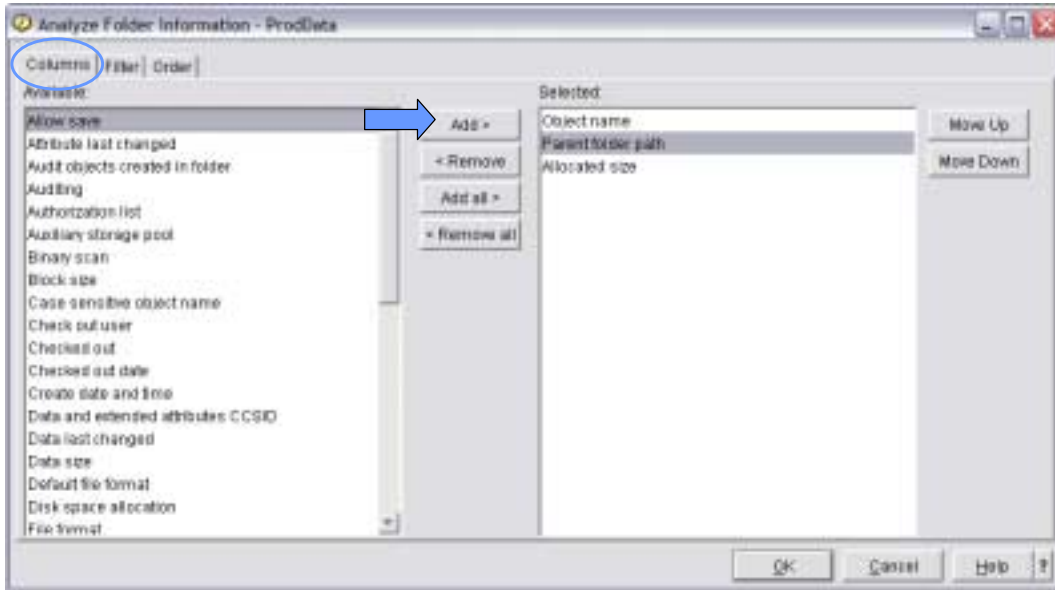 Analyze Folder Information - ProdData
Columns Filter Order
Available:
Selected:
Allow save
Attribute last changed
Audit objects created in folder
Auditing
Authorization list
Auxiliary storage pool
Binary scan
Block size
Case sensitive object name
Check out user
Checked out
Checked out date
Create date and time
Data and extended attributes CCSID
Data last changed
Data size
Default file format
Disk space allocation
File format
Add >
< Remove
Add all >
< Remove all
Object name
Parent folder path
Allocated size
Move Up
Move Down
OK Cancel Help ?